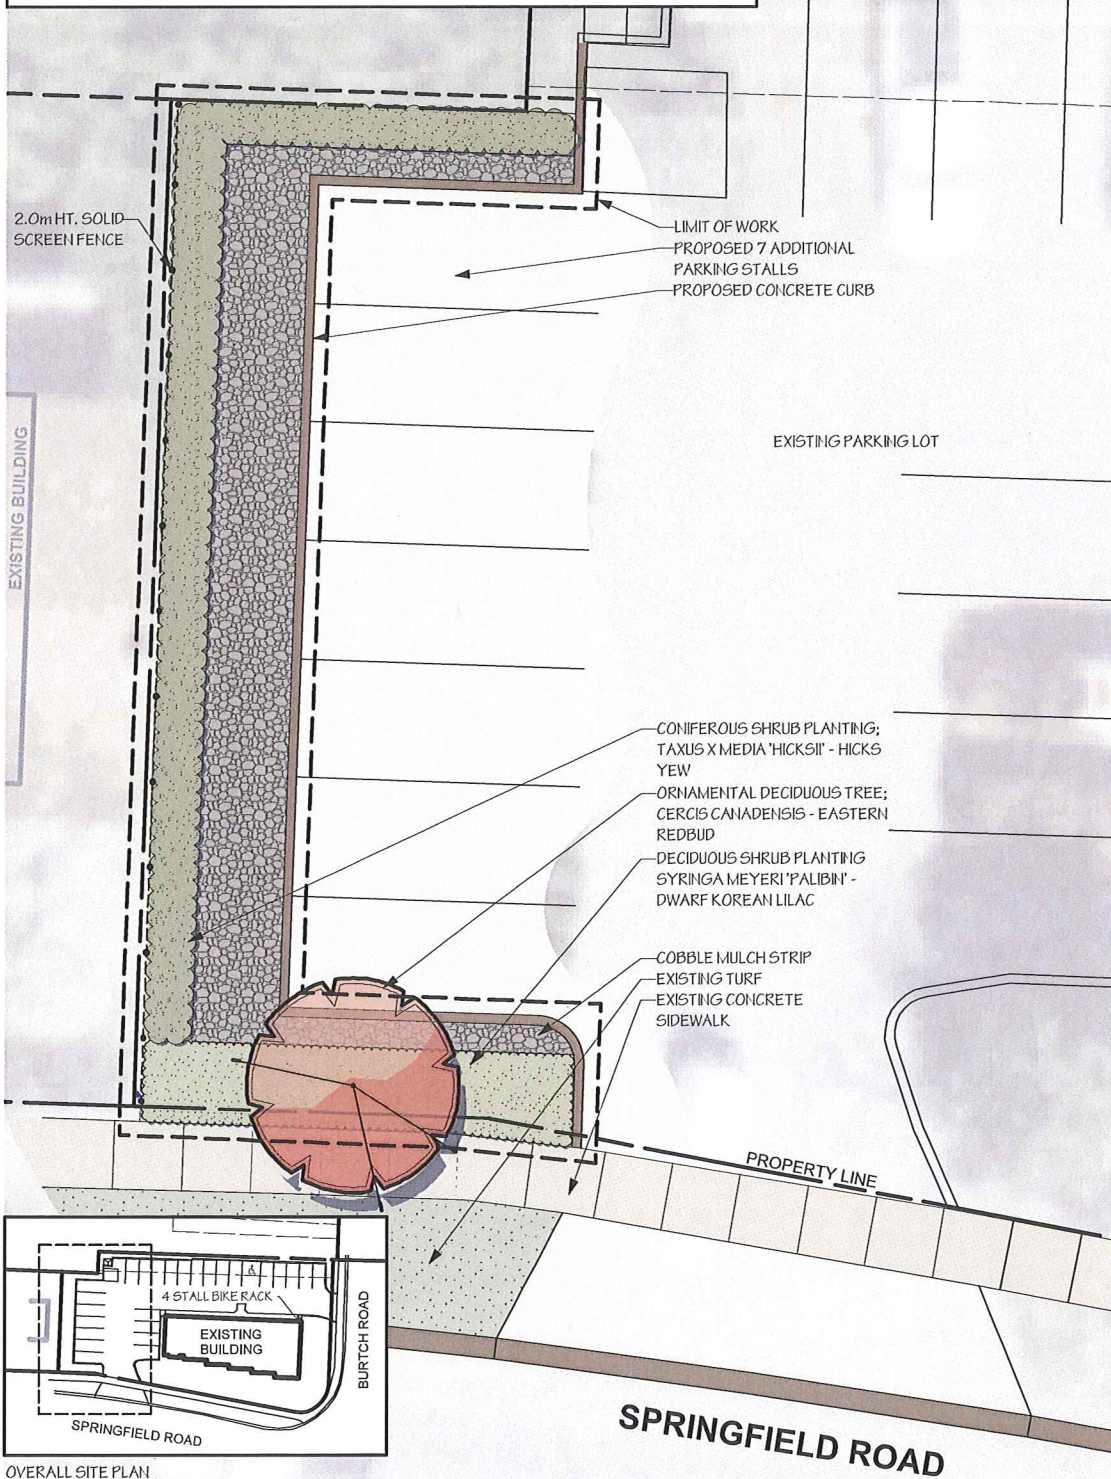 2.0m HT. SOLID
SCREEN FENCE
LIMIT OF WORK
PROPOSED 7 ADDITIONAL
PARKING STALLS
PROPOSED CONCRETE CURB
EXISTING PARKING LOT
EXISTING BUILDING
CONIFEROUS SHRUB PLANTING;
TAXUS X MEDIA 'HICKSII' - HICKS
YEW
ORNAMENTAL DECIDUOUS TREE;
CERCIS CANADENSIS - EASTERN
REDBUD
DECIDUOUS SHRUB PLANTING
SYRINGA MEYERI 'PALIBIN' -
DWARF KOREAN LILAC
COBBLE MULCH STRIP
EXISTING TURF
EXISTING CONCRETE
SIDEWALK
PROPERTY LINE
4 STALL BIKE RACK
EXISTING
BUILDING
BURTCH ROAD
SPRINGFIELD ROAD
SPRINGFIELD ROAD
OVERALL SITE PLAN